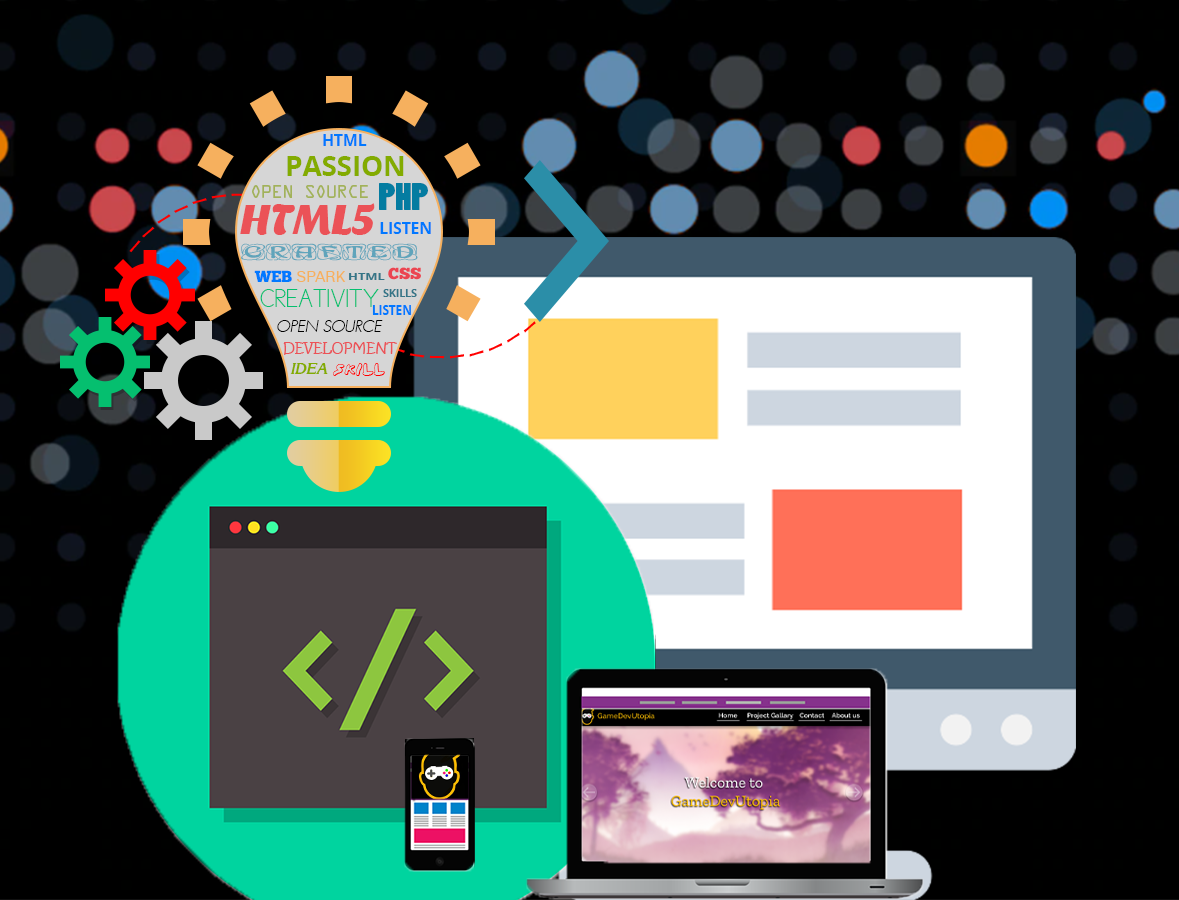 HTML
PASSION
OPEN SOURCE PHP
HTML5 LISTEN
CRAFTED
WEB SPARK HTML CSS
CREATIVITY SKILLS
LISTEN
OPEN SOURCE
DEVELOPMENT
IDEA SKILL
</>
GameDevUtopia Home Project Gallary Contact About us
Welcome to
GameDevUtopia